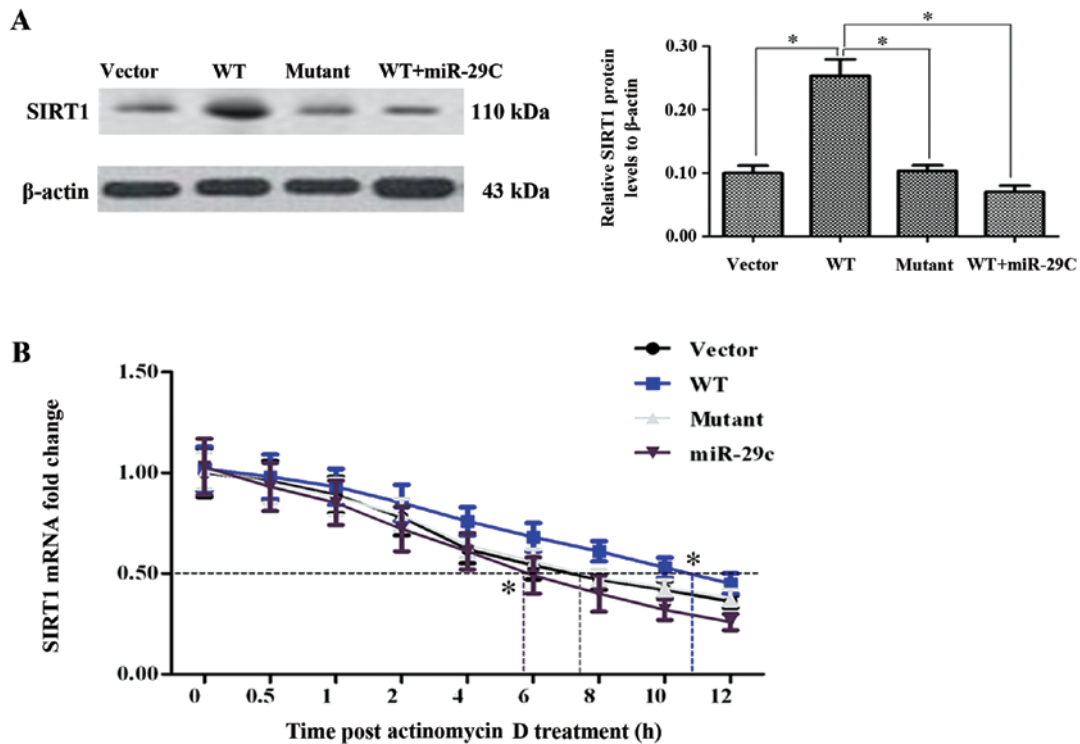 A
Vector WT Mutant WT+miR-29C
SIRT1 110 kDa
β-actin 43 kDa
Relative SIRT1 protein
levels to β-actin
0.30
0.20
0.10
0.00
* * *
Vector WT Mutant WT+miR-29C
B
Vector
WT
Mutant
miR-29c
SIRT1 mRNA fold change
1.50
1.00
0.50
0.00
* *
0 0.5 1 2 4 6 8 10 12
Time post actinomycin D treatment (h)